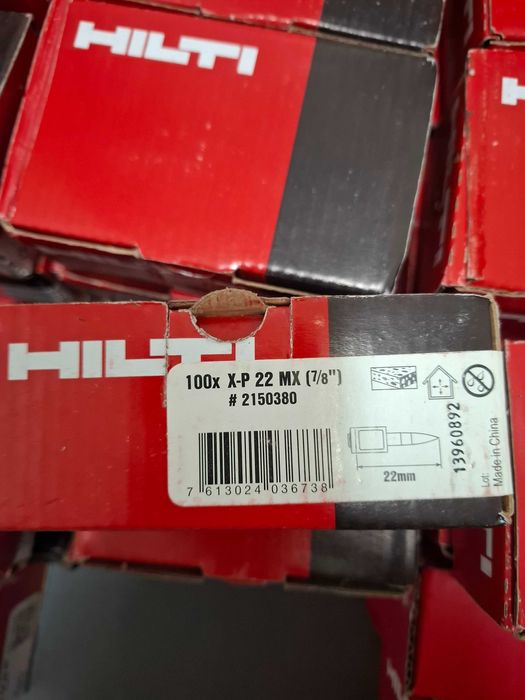 HILTI
HILTI
100x X-P 22 MX (7/8")
# 2150380
7 613024 036738
22mm
13960892
Lot:
Made in China